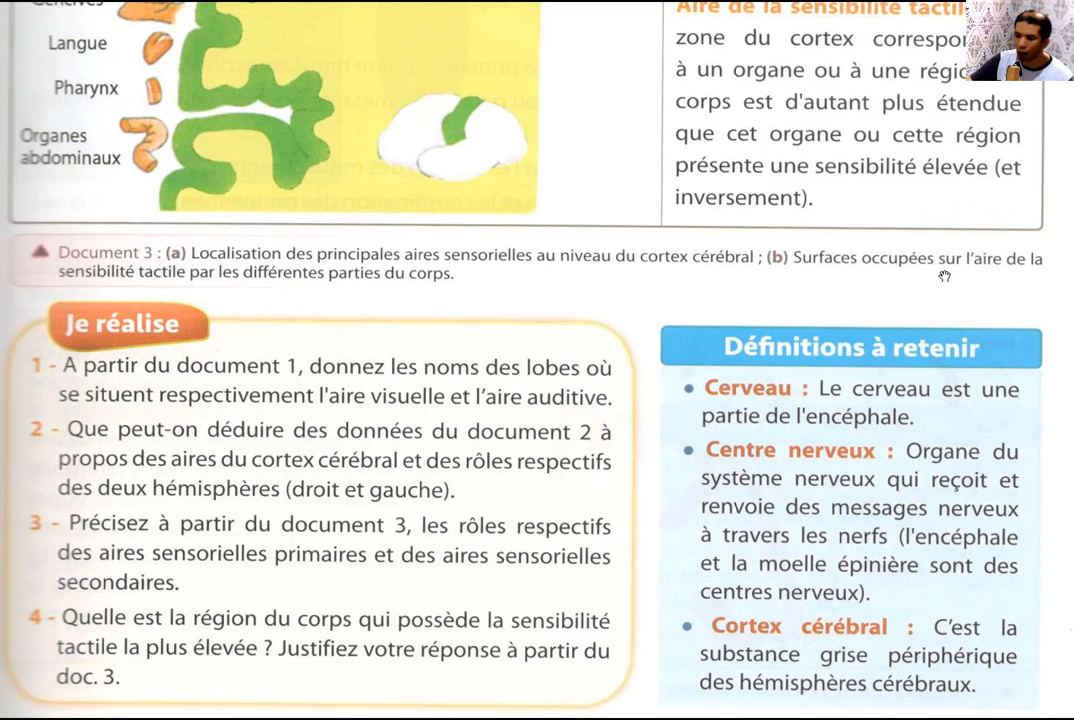 Langue
Pharynx
Organes
abdominaux
Aire de la sensibilité
zone du cortex
à un organe ou à une
corps est d'autant plus étendue
que cet organe ou cette région
présente une sensibilité élevée (et
inversement).
Document 3 : (a) Localisation des principales aires sensorielles au niveau du cortex cérébral ; (b) Surfaces occupées sur l'aire de la
sensibilité tactile par les différentes parties du corps.
Je réalise
1 - A partir du document 1, donnez les noms des lobes où
se situent respectivement l'aire visuelle et l'aire auditive.
2 - Que peut-on déduire des données du document 2 à
propos des aires du cortex cérébral et des rôles respectifs
des deux hémisphères (droit et gauche).
3 - Précisez à partir du document 3, les rôles respectifs
des aires sensorielles primaires et des aires sensorielles
secondaires.
4 - Quelle est la région du corps qui possède la sensibilité
tactile la plus élevée ? Justifiez votre réponse à partir du
doc. 3.
Définitions à retenir
• Cerveau : Le cerveau est une
partie de l'encéphale.
• Centre nerveux : Organe du
système nerveux qui reçoit et
renvoie des messages nerveux
à travers les nerfs (l'encéphale
et la moelle épinière sont des
centres nerveux).
• Cortex cérébral : C'est la
substance grise périphérique
des hémisphères cérébraux.